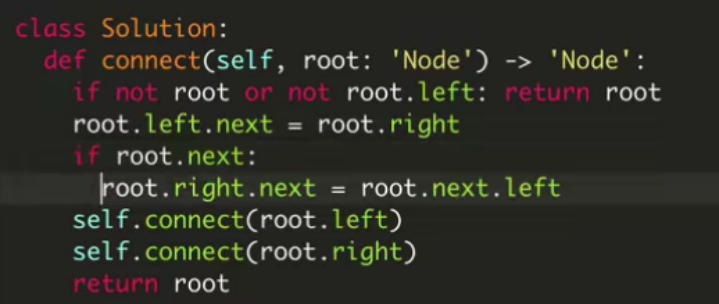 class Solution:
  def connect(self, root: 'Node') -> 'Node':
    if not root or not root.left: return root
    root.left.next = root.right
    if root.next:
      root.right.next = root.next.left
    self.connect(root.left)
    self.connect(root.right)
    return root